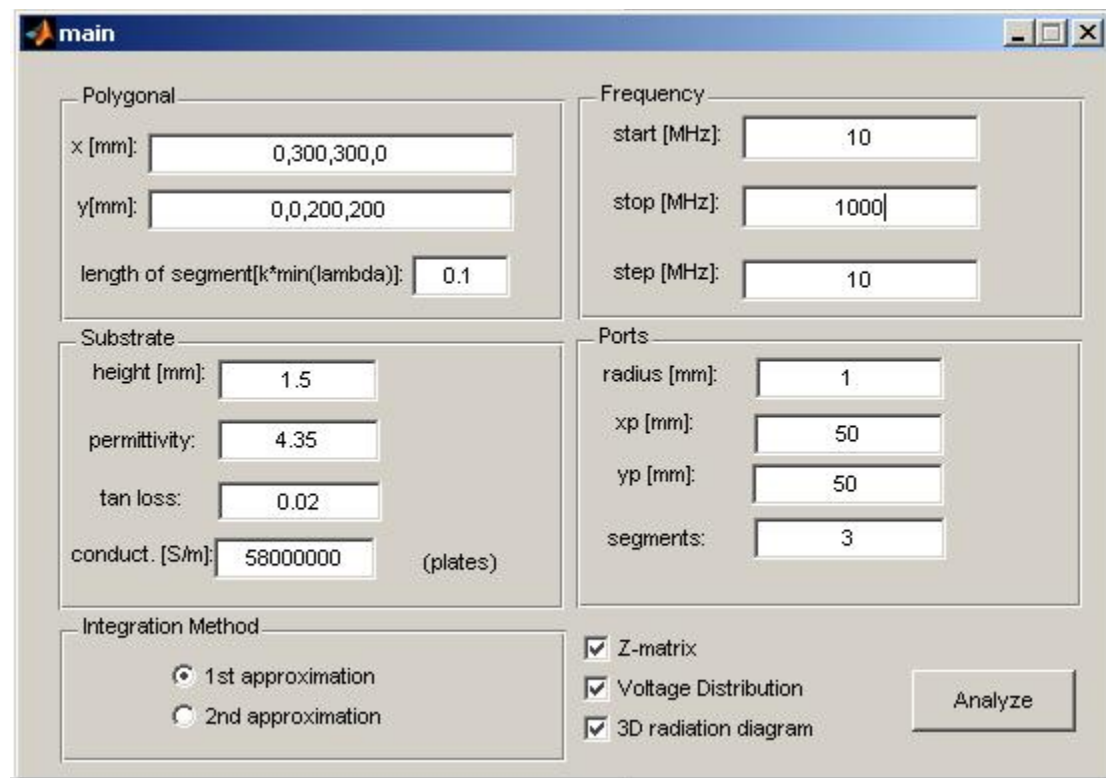 main
Polygonal
x [mm]: 0,300,300,0
y[mm]: 0,0,200,200
length of segment[k*min(lambda)]: 0.1
Frequency
start [MHz]: 10
stop [MHz]: 1000
step [MHz]: 10
Substrate
height [mm]: 1.5
permittivity: 4.35
tan loss: 0.02
conduct. [S/m]: 58000000 (plates)
Ports
radius [mm]: 1
xp [mm]: 50
yp [mm]: 50
segments: 3
Integration Method
1st approximation
2nd approximation
Z-matrix
Voltage Distribution
3D radiation diagram
Analyze